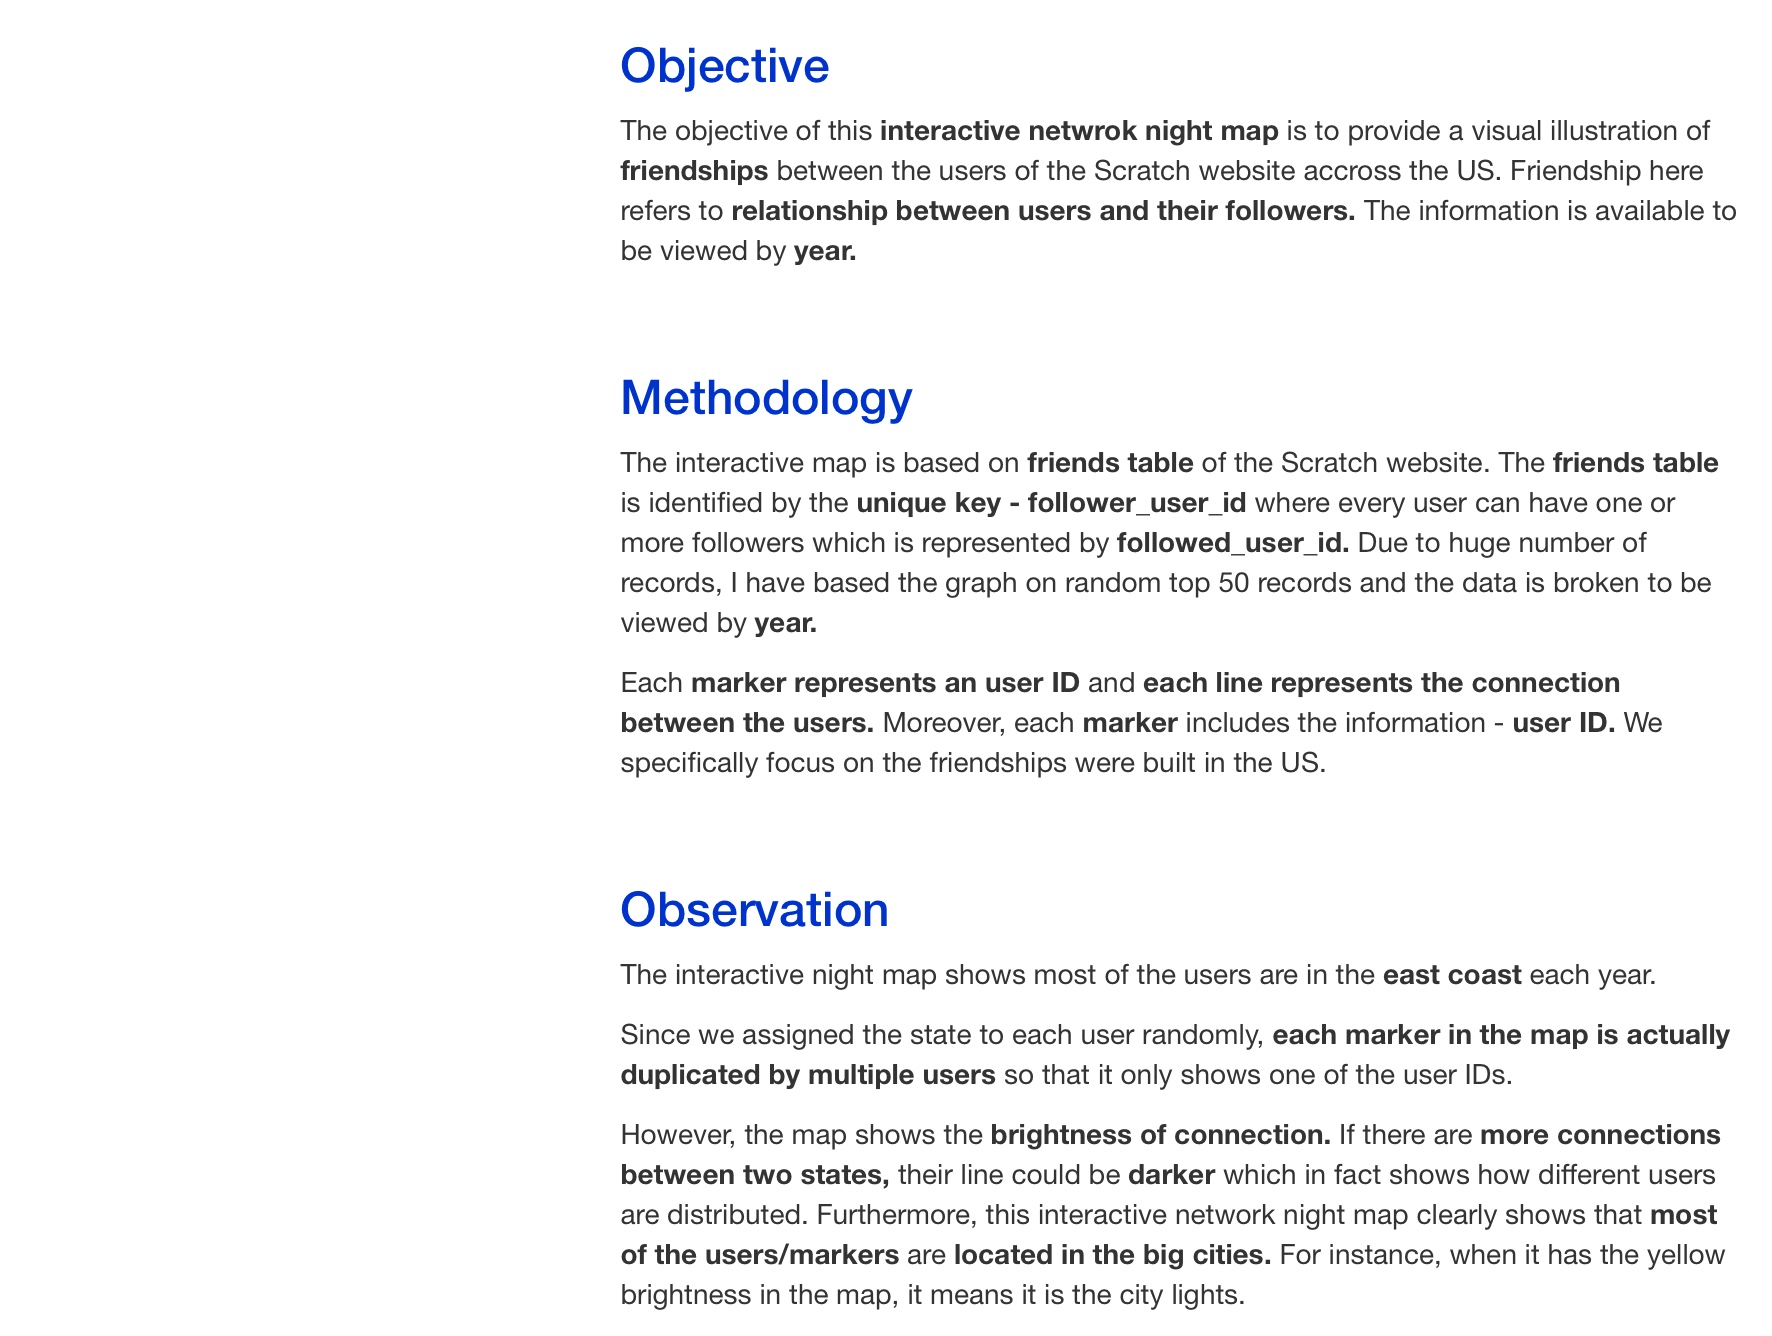 Objective
The objective of this interactive netwrok night map is to provide a visual illustration of
friendships between the users of the Scratch website accross the US. Friendship here
refers to relationship between users and their followers. The information is available to
be viewed by year.
Methodology
The interactive map is based on friends table of the Scratch website. The friends table
is identified by the unique key - follower_user_id where every user can have one or
more followers which is represented by followed_user_id. Due to huge number of
records, I have based the graph on random top 50 records and the data is broken to be
viewed by year.
Each marker represents an user ID and each line represents the connection
between the users. Moreover, each marker includes the information - user ID. We
specifically focus on the friendships were built in the US.
Observation
The interactive night map shows most of the users are in the east coast each year.
Since we assigned the state to each user randomly, each marker in the map is actually
duplicated by multiple users so that it only shows one of the user IDs.
However, the map shows the brightness of connection. If there are more connections
between two states, their line could be darker which in fact shows how different users
are distributed. Furthermore, this interactive network night map clearly shows that most
of the users/markers are located in the big cities. For instance, when it has the yellow
brightness in the map, it means it is the city lights.